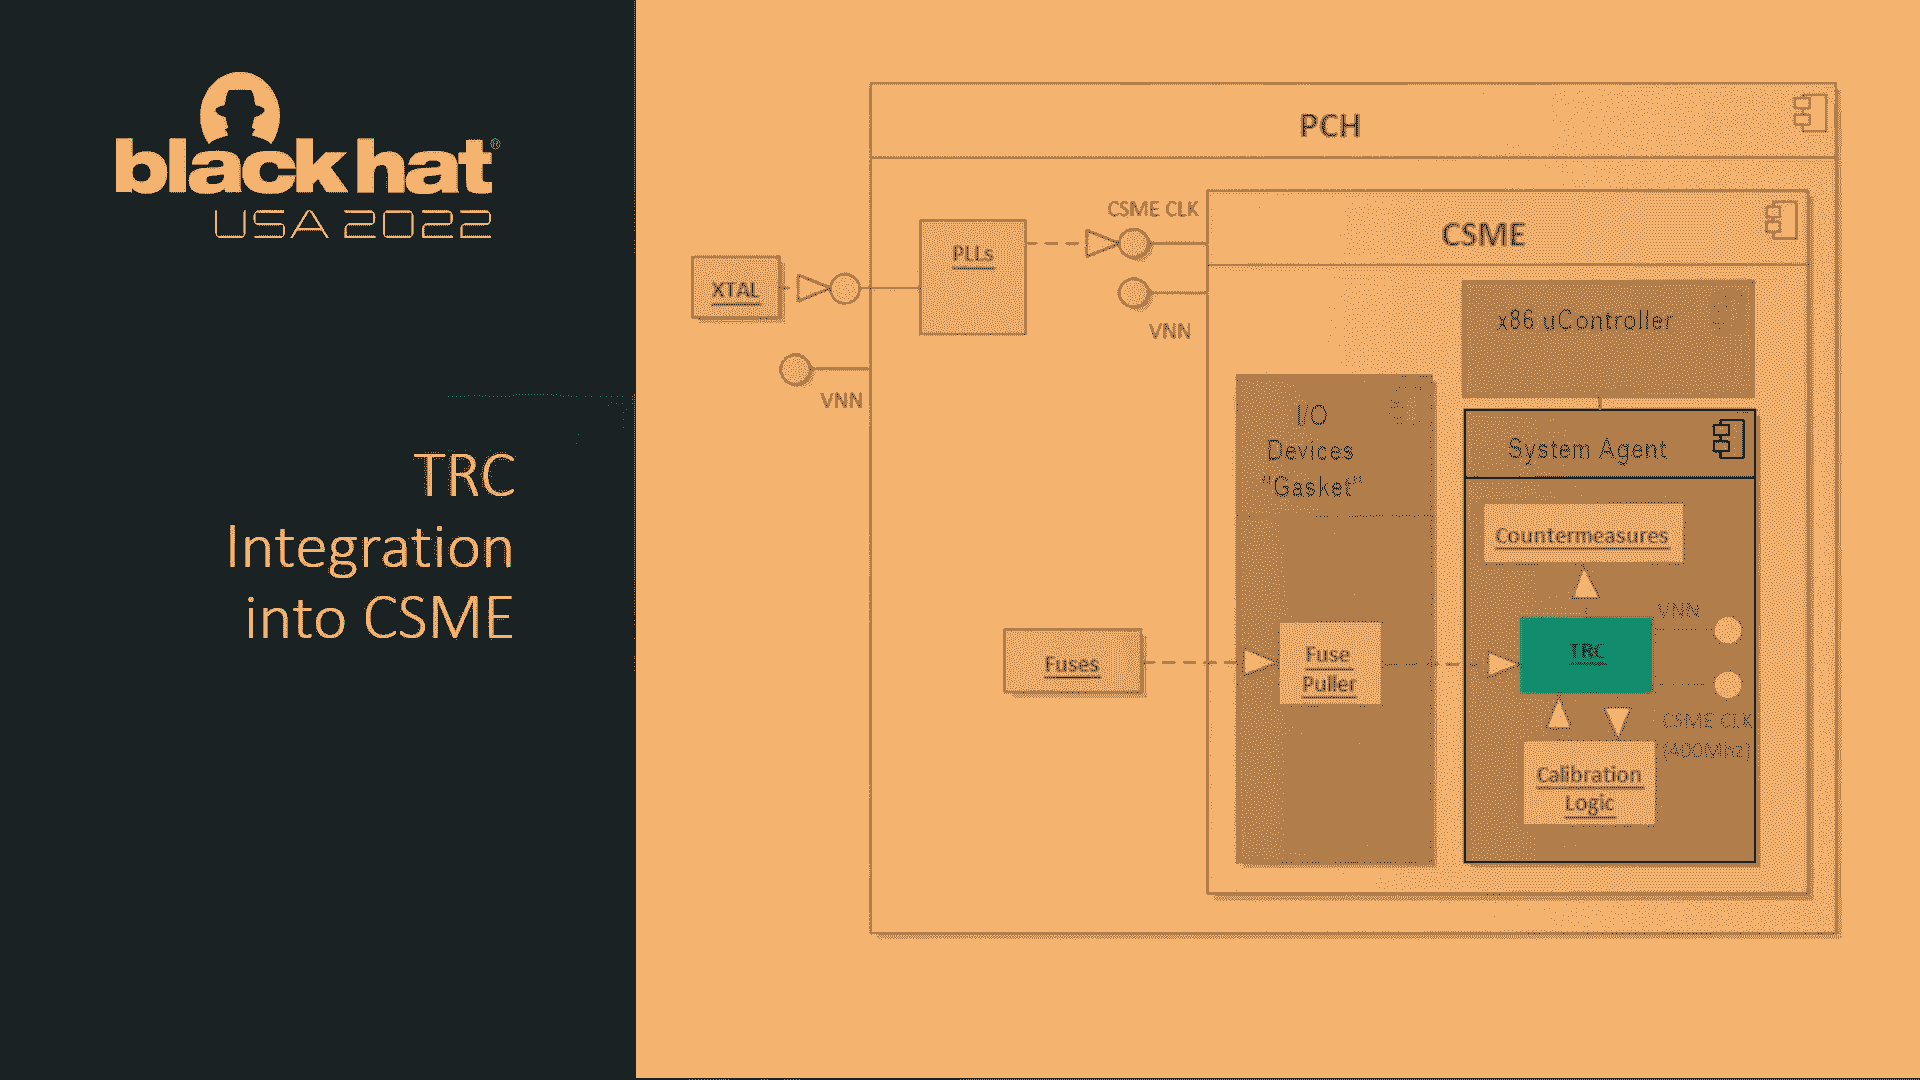 black hat®
USA 2022
TRC
Integration
into CSME
PCH
CSME CLK
CSME
PLLs
XTAL
VNN
VNN
x86 uController
I/O
Devices
"Gasket"
System Agent
Countermeasures
VNN
TRC
Fuses
Fuse
Puller
CSME CLK
(400Mhz)
Calibration
Logic